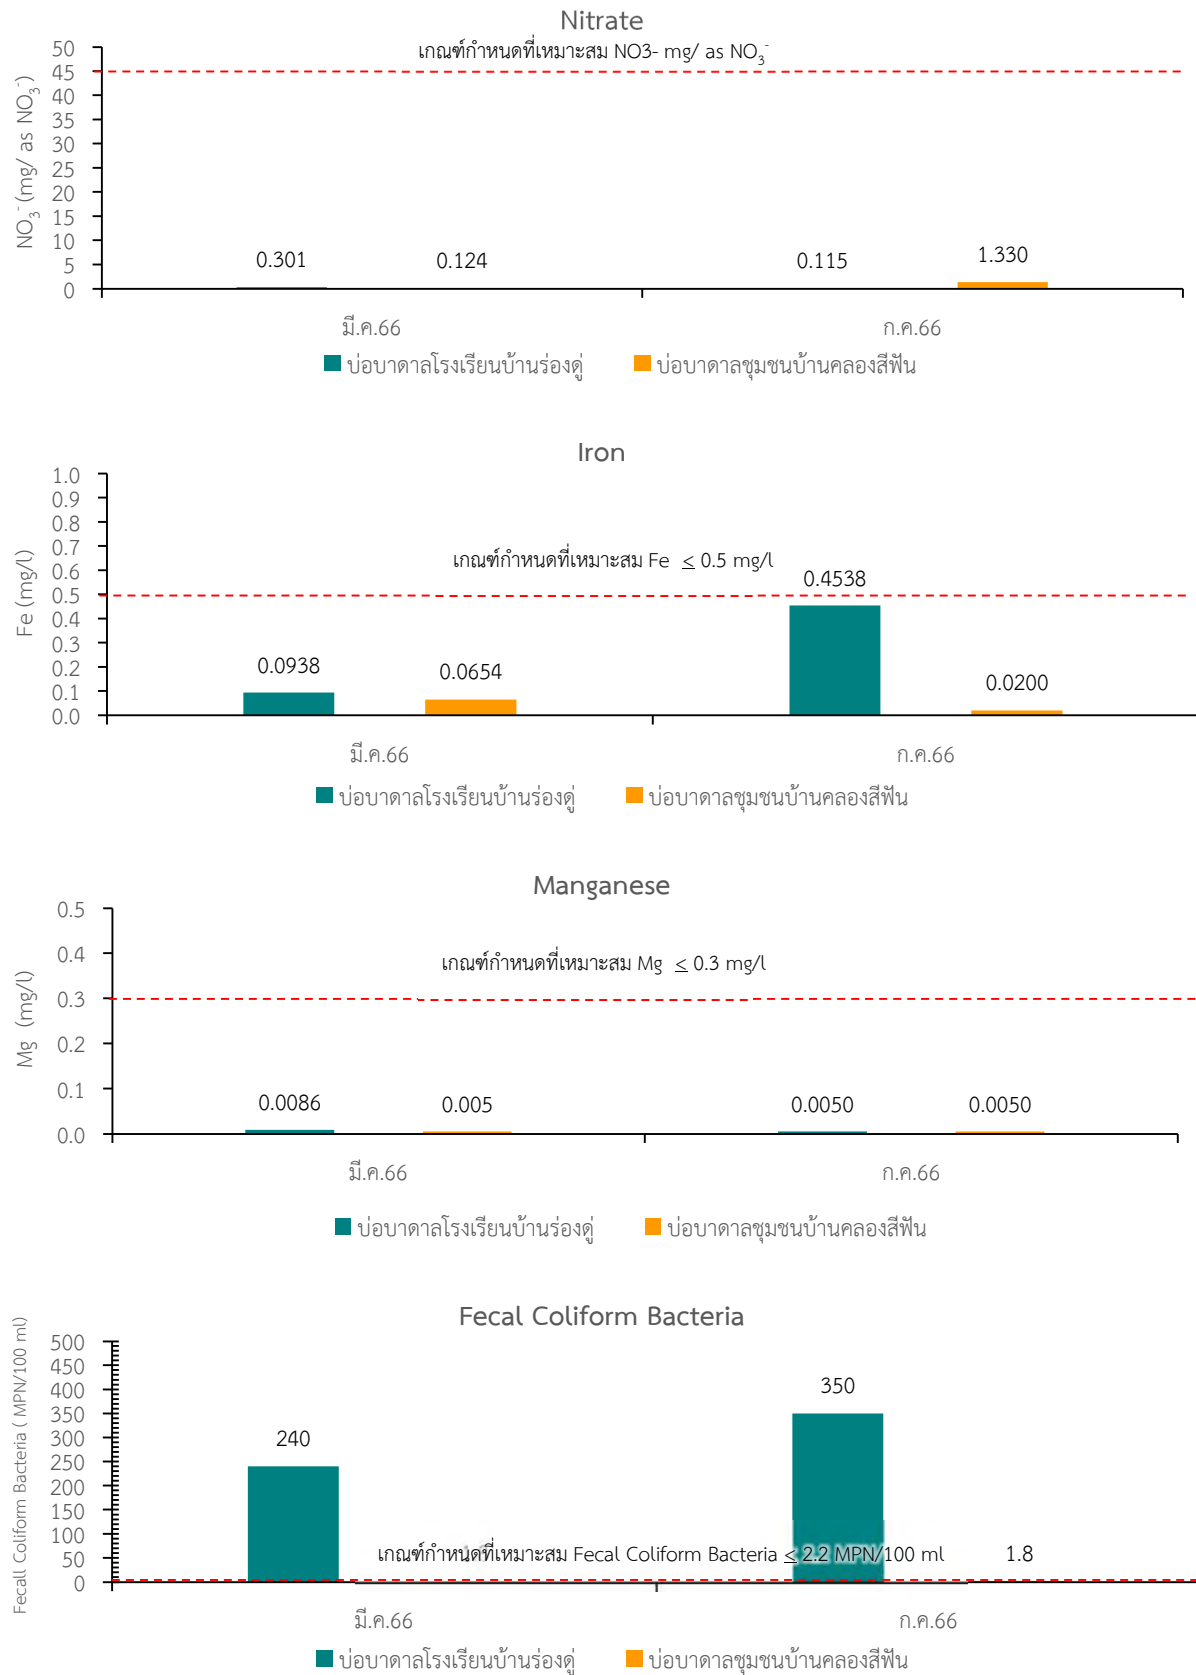 Nitrate
เกณฑ์กำหนดที่เหมาะสม NO3- mg/ as NO₃⁻
NO₃⁻ (mg/ as NO₃⁻)
50
45
40
35
30
25
20
15
10
5
0
0.301
0.124
0.115
1.330
มี.ค.66
ก.ค.66
บ่อบาดาลโรงเรียนบ้านร่องดู่
บ่อบาดาลชุมชนบ้านคลองสีฟัน
Iron
เกณฑ์กำหนดที่เหมาะสม Fe ≤ 0.5 mg/l
Fe (mg/l)
1.0
0.9
0.8
0.7
0.6
0.5
0.4
0.3
0.2
0.1
0.0
0.0938
0.0654
0.4538
0.0200
มี.ค.66
ก.ค.66
บ่อบาดาลโรงเรียนบ้านร่องดู่
บ่อบาดาลชุมชนบ้านคลองสีฟัน
Manganese
เกณฑ์กำหนดที่เหมาะสม Mg ≤ 0.3 mg/l
Mg (mg/l)
0.5
0.4
0.3
0.2
0.1
0.0
0.0086
0.005
0.0050
0.0050
มี.ค.66
ก.ค.66
บ่อบาดาลโรงเรียนบ้านร่องดู่
บ่อบาดาลชุมชนบ้านคลองสีฟัน
Fecal Coliform Bacteria
Fecall Coliform Bacteria ( MPN/100 ml)
500
450
400
350
300
250
200
150
100
50
0
240
350
เกณฑ์กำหนดที่เหมาะสม Fecal Coliform Bacteria ≤ 2.2 MPN/100 ml
1.8
มี.ค.66
ก.ค.66
บ่อบาดาลโรงเรียนบ้านร่องดู่
บ่อบาดาลชุมชนบ้านคลองสีฟัน